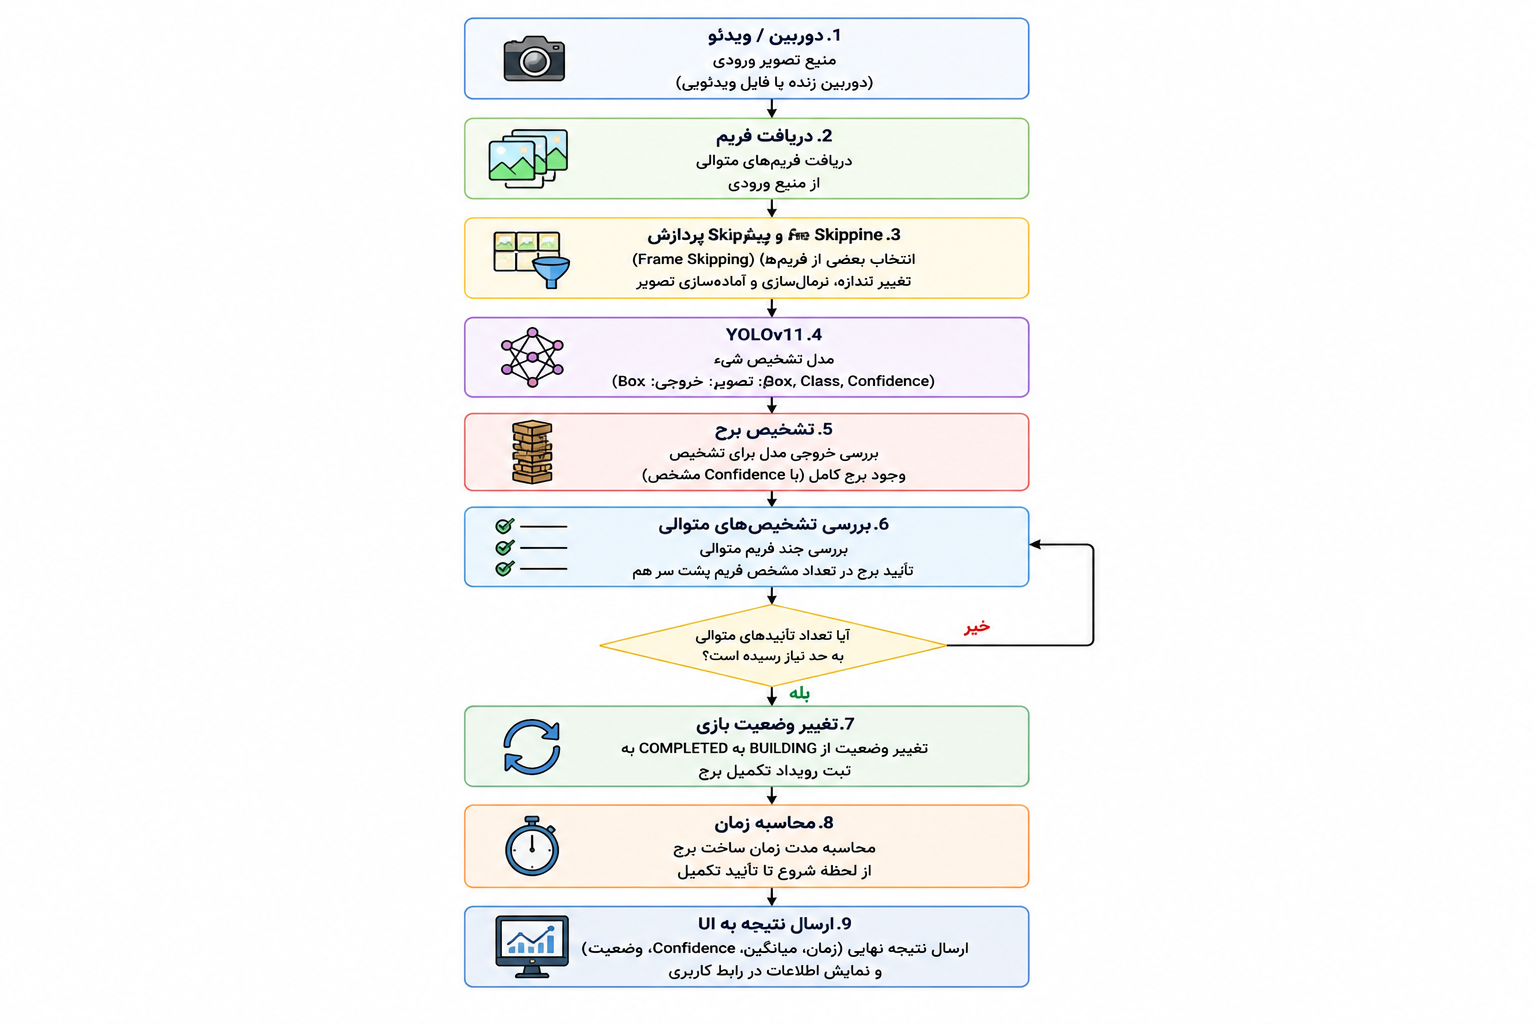 1. دوربین / ویدئو
منبع تصویر ورودی
(دوربین زنده یا فایل ویدئویی)
2. دریافت فریم
دریافت فریم‌های متوالی
از منبع ورودی
3. Skippine و Skip پردازش
انتخاب بعضی از فریم‌ها (Frame Skipping)
تغییر تندازه، نرمال‌سازی و آماده‌سازی تصویر
4. YOLOv11
مدل تشخیص شیء
(Box :خروجی :تصویر Box, Class, Confidence)
5. تشخیص برح
بررسی خروجی مدل برای تشخیص
وجود برج کامل (با Confidence مشخص)
6. بررسی تشخیص‌های متوالی
بررسی چند فریم متوالی
تأیید برج در تعداد مشخص فریم پشت سر هم
آیا تعداد تأییدهای متوالی
به حد نیاز رسیده است؟
خیر
بله
7. تغییر وضعیت بازی
تغییر وضعیت از BUILDING به COMPLETED به
ثبت رویداد تکمیل برج
8. محاسبه زمان
محاسبه مدت زمان ساخت برج
از لحظه شروع تا تأیید تکمیل
9. ارسال نتیجه به UI
ارسال نتیجه نهایی (زمان، میانگین، Confidence، وضعیت)
و نمایش اطلاعات در رابط کاربری